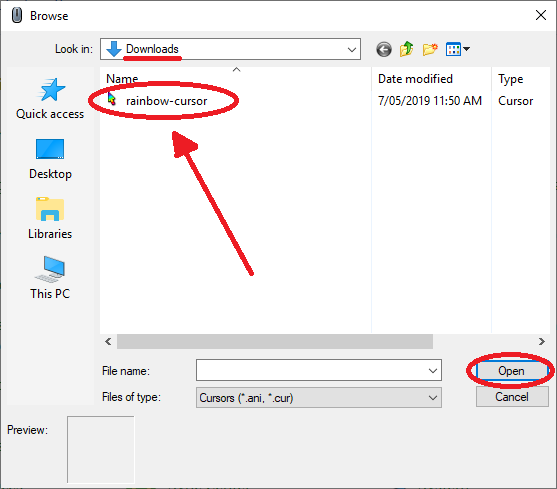 Browse
Look in: Downloads
Name Date modified Type
rainbow-cursor 7/05/2019 11:50 AM Cursor
Quick access
Desktop
Libraries
This PC
File name: Open
Files of type: Cursors (*.ani, *.cur) Cancel
Preview: